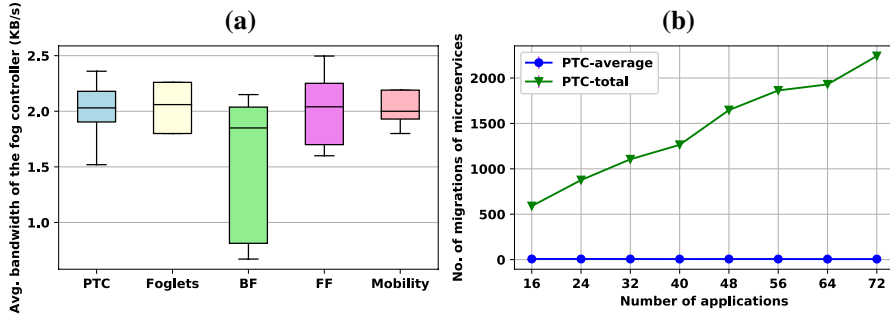 (a)
Avg. bandwidth of the fog controller (KB/s)
2.5
2.0
1.5
1.0
PTC Foglets BF FF Mobility
(b)
No. of migrations of microservices
PTC-average
PTC-total
2000
1500
1000
500
0
16 24 32 40 48 56 64 72
Number of applications